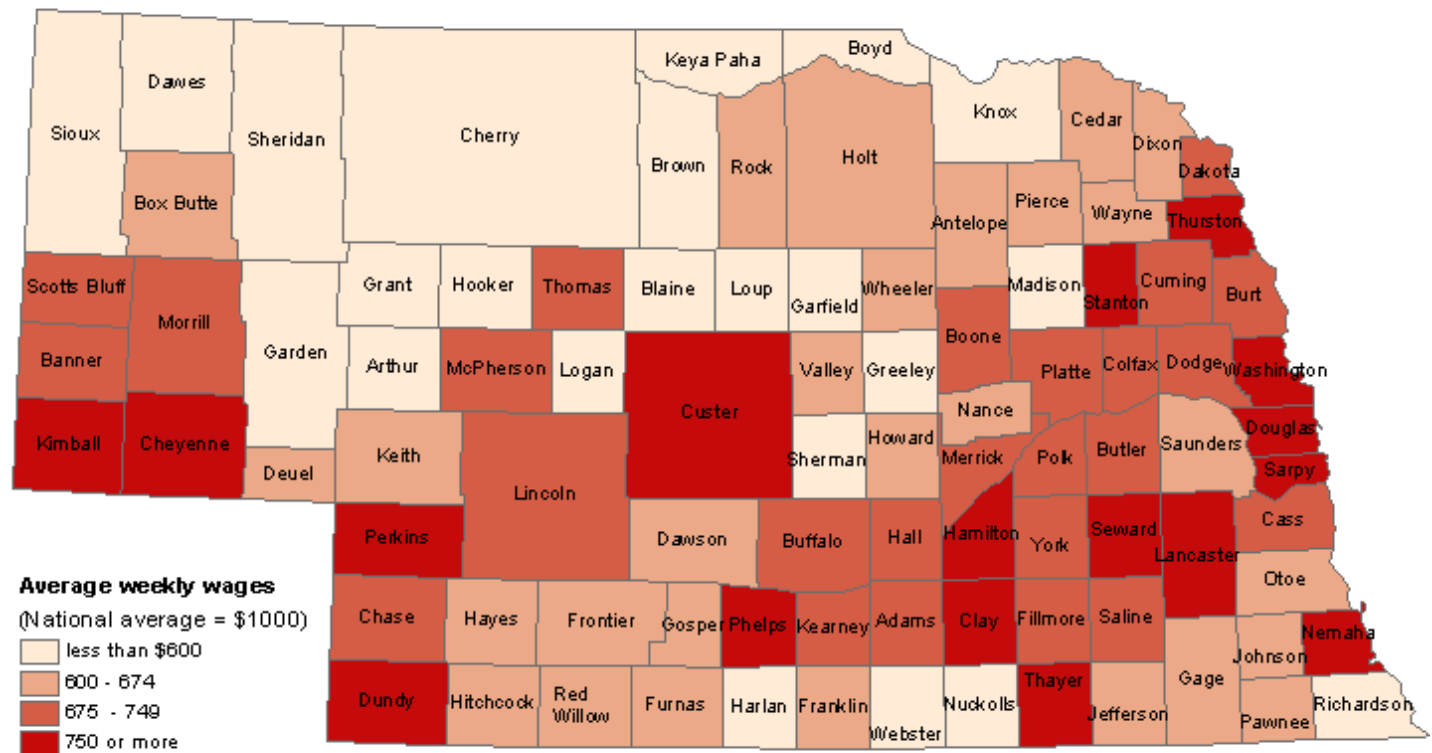 Boyd
Keya Paha
Dawes
Knox
Cedar
Sioux
Sheridan
Cherry
Dixon
Brown
Rock
Holt
Dakota
Box Butte
Pierce
Wayne
Antelope
Thurston
Scotts Bluff
Grant
Hooker
Thomas
Blaine
Loup
Garfield
Wheeler
Madison
Stanton
Cuming
Burt
Morrill
Boone
Banner
Garden
Arthur
McPherson
Logan
Valley
Greeley
Platte
Colfax
Dodge
Washington
Custer
Nance
Kimball
Cheyenne
Keith
Howard
Douglas
Deuel
Sherman
Merrick
Polk
Butler
Saunders
Sarpy
Lincoln
Perkins
Dawson
Buffalo
Hall
Hamilton
York
Seward
Lancaster
Cass
Otoe
Chase
Hayes
Frontier
Gosper
Phelps
Kearney
Adams
Clay
Fillmore
Saline
Nemaha
Johnson
Dundy
Hitchcock
Red
Willow
Furnas
Harlan
Franklin
Webster
Nuckolls
Thayer
Jefferson
Gage
Pawnee
Richardson
Average weekly wages
(National average = $1000)
less than $600
600 - 674
675 - 749
750 or more